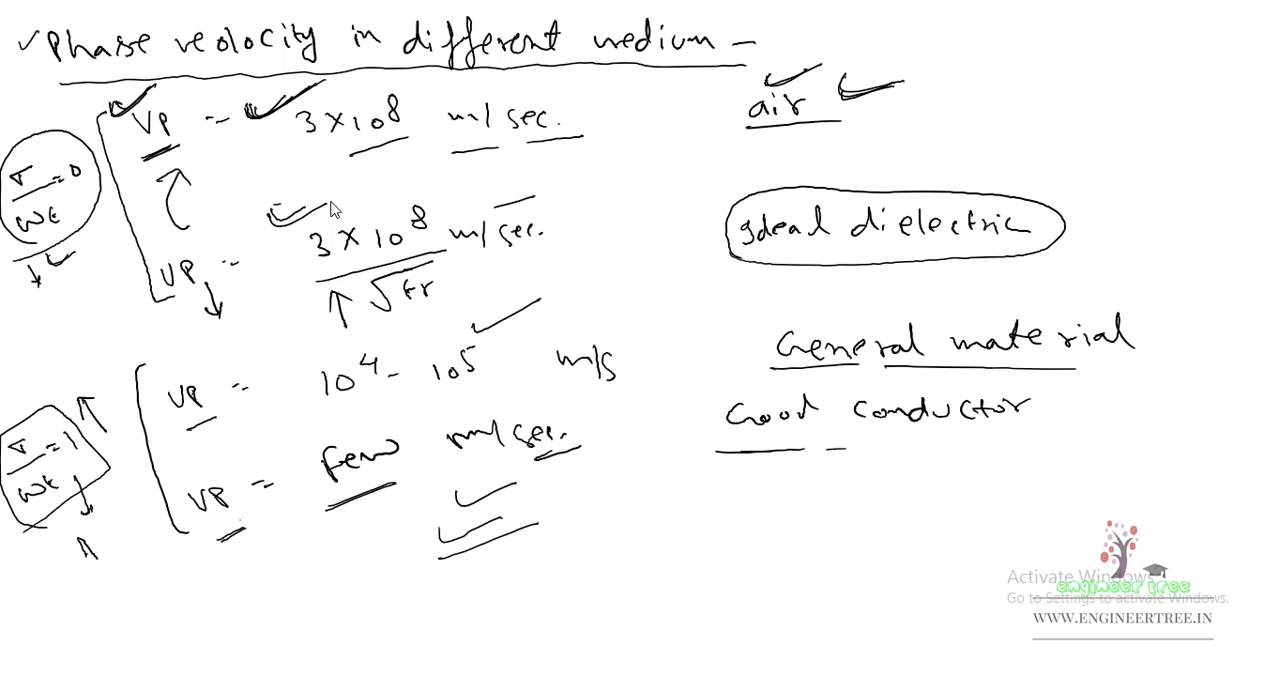 ✓Phase velocity in different medium -
VP = 3×10⁸ m/sec. air
σ/ωε = 0
VP = 3×10⁸/√εr m/sec. Ideal dielectric
VP = 10⁴ - 10⁵ m/s General material
σ/ωε = 1
VP = Few m/sec. Good conductor
Activate Windows
engineer tree
Go to Settings to activate Windows.
WWW.ENGINEERTREE.IN